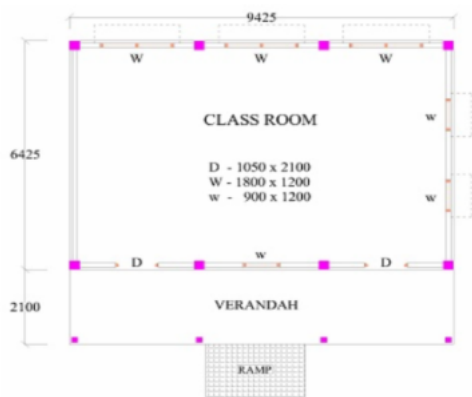 9425
W W W
6425
CLASS ROOM
w
D - 1050 x 2100
W - 1800 x 1200
w - 900 x 1200
w
w
D D
2100
VERANDAH
RAMP